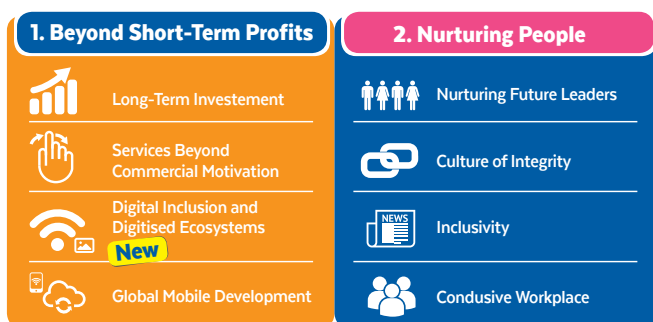 1. Beyond Short-Term Profits
Long-Term Investement
Services Beyond
Commercial Motivation
Digital Inclusion and
Digitised Ecosystems
New
Global Mobile Development
2. Nurturing People
Nurturing Future Leaders
Culture of Integrity
NEWS
Inclusivity
Condusive Workplace